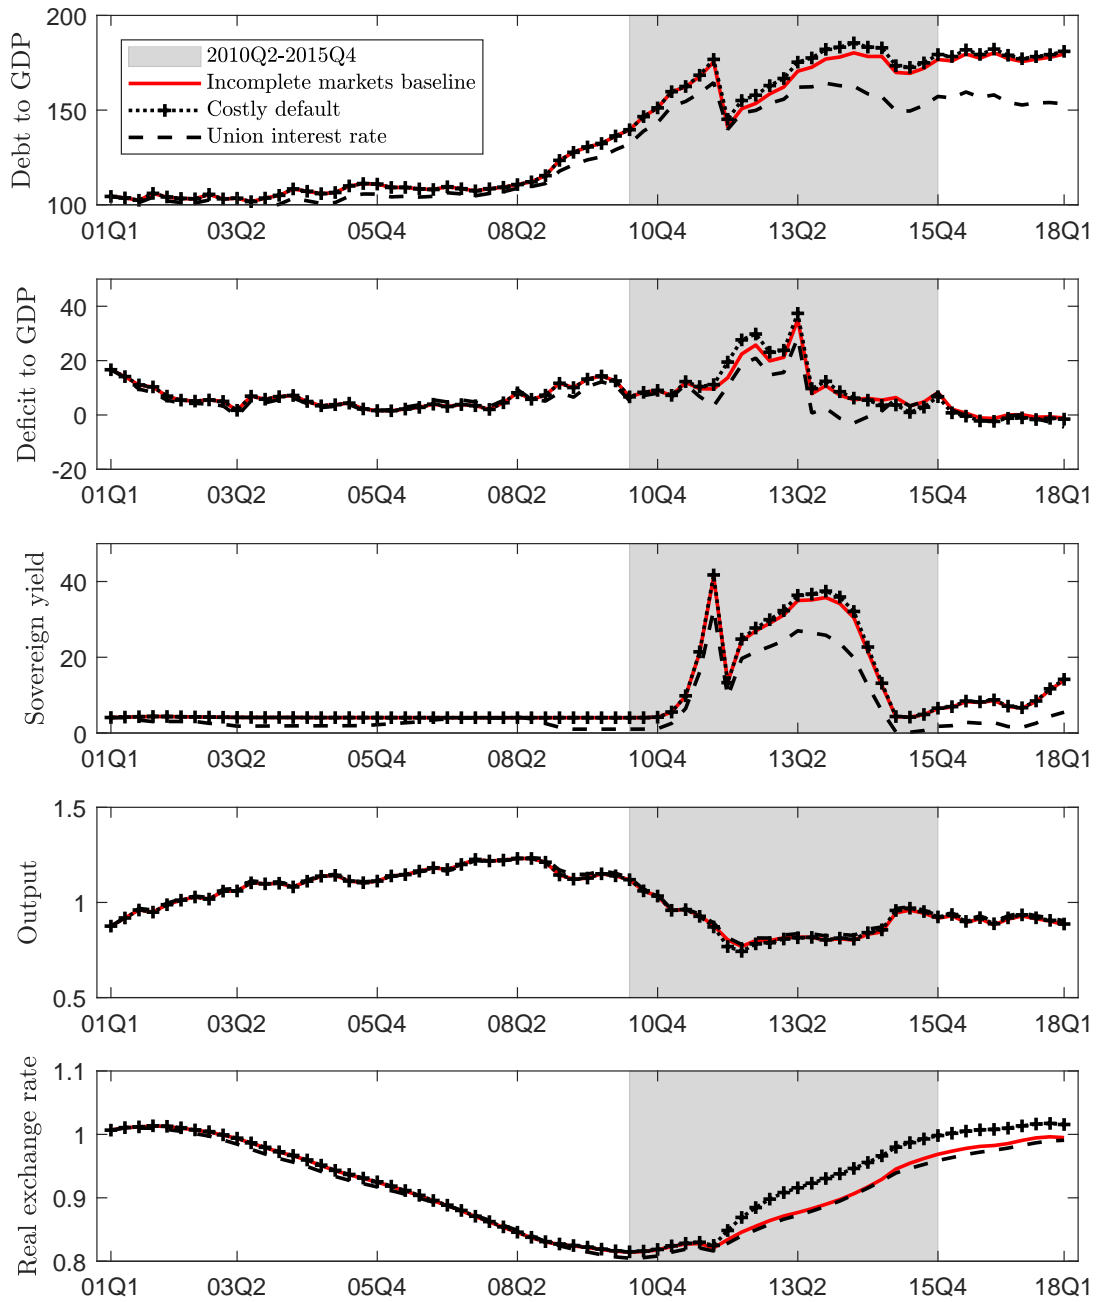 200
150
100
Debt to GDP
2010Q2-2015Q4
Incomplete markets baseline
Costly default
Union interest rate
01Q1 03Q2 05Q4 08Q2 10Q4 13Q2 15Q4 18Q1
40
20
0
-20
Deficit to GDP
01Q1 03Q2 05Q4 08Q2 10Q4 13Q2 15Q4 18Q1
40
20
0
Sovereign yield
01Q1 03Q2 05Q4 08Q2 10Q4 13Q2 15Q4 18Q1
1.5
1
0.5
Output
01Q1 03Q2 05Q4 08Q2 10Q4 13Q2 15Q4 18Q1
1.1
1
0.9
0.8
Real exchange rate
01Q1 03Q2 05Q4 08Q2 10Q4 13Q2 15Q4 18Q1